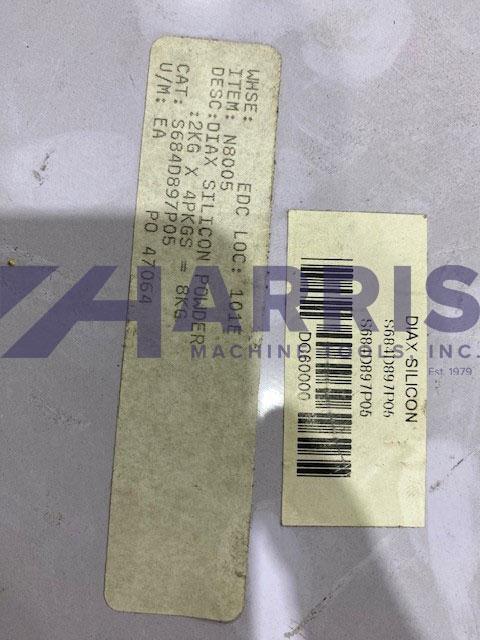 WHSE: EDC LOC: 101E
ITEM: N8005
DESC:DIAX SILICON POWDER
:2KG X 4PKGS = 8KG
CAT: S684D897P05
U/M: EA PO 47064
DIAX-SILICON
S684D897P05
S684D897P05
DC60000
HARRIS
MACHINE TOOLS, INC.
Est. 1979